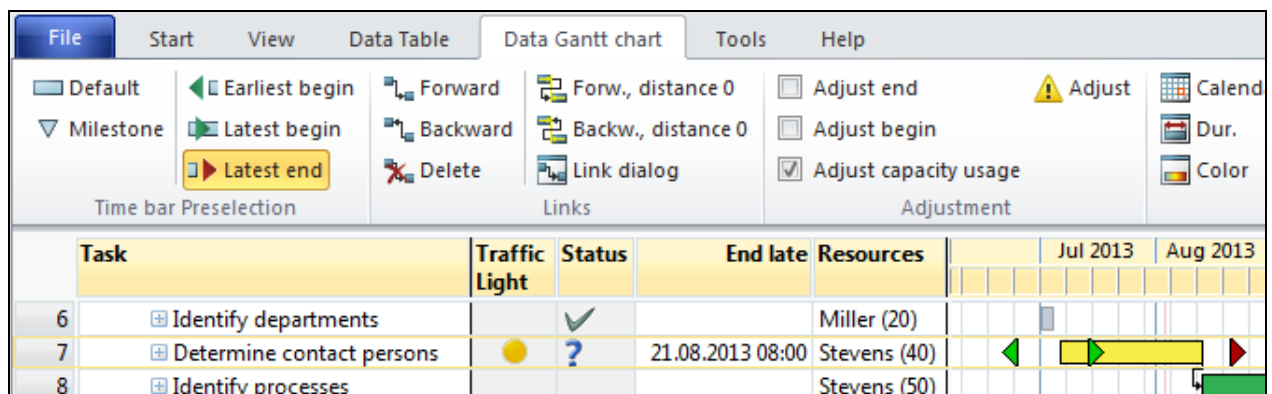 File Start View Data Table Data Gantt chart Tools Help
Default Earliest begin Forward Forw., distance 0 Adjust end Adjust Calend
Milestone Latest begin Backward Backw., distance 0 Adjust begin Dur.
Latest end Delete Link dialog Adjust capacity usage Color
Time bar Preselection Links Adjustment
Task Traffic Status End late Resources Jul 2013 Aug 2013
Light
6 Identify departments Miller (20)
7 Determine contact persons ? 21.08.2013 08:00 Stevens (40)
8 Identify processes Stevens (50)